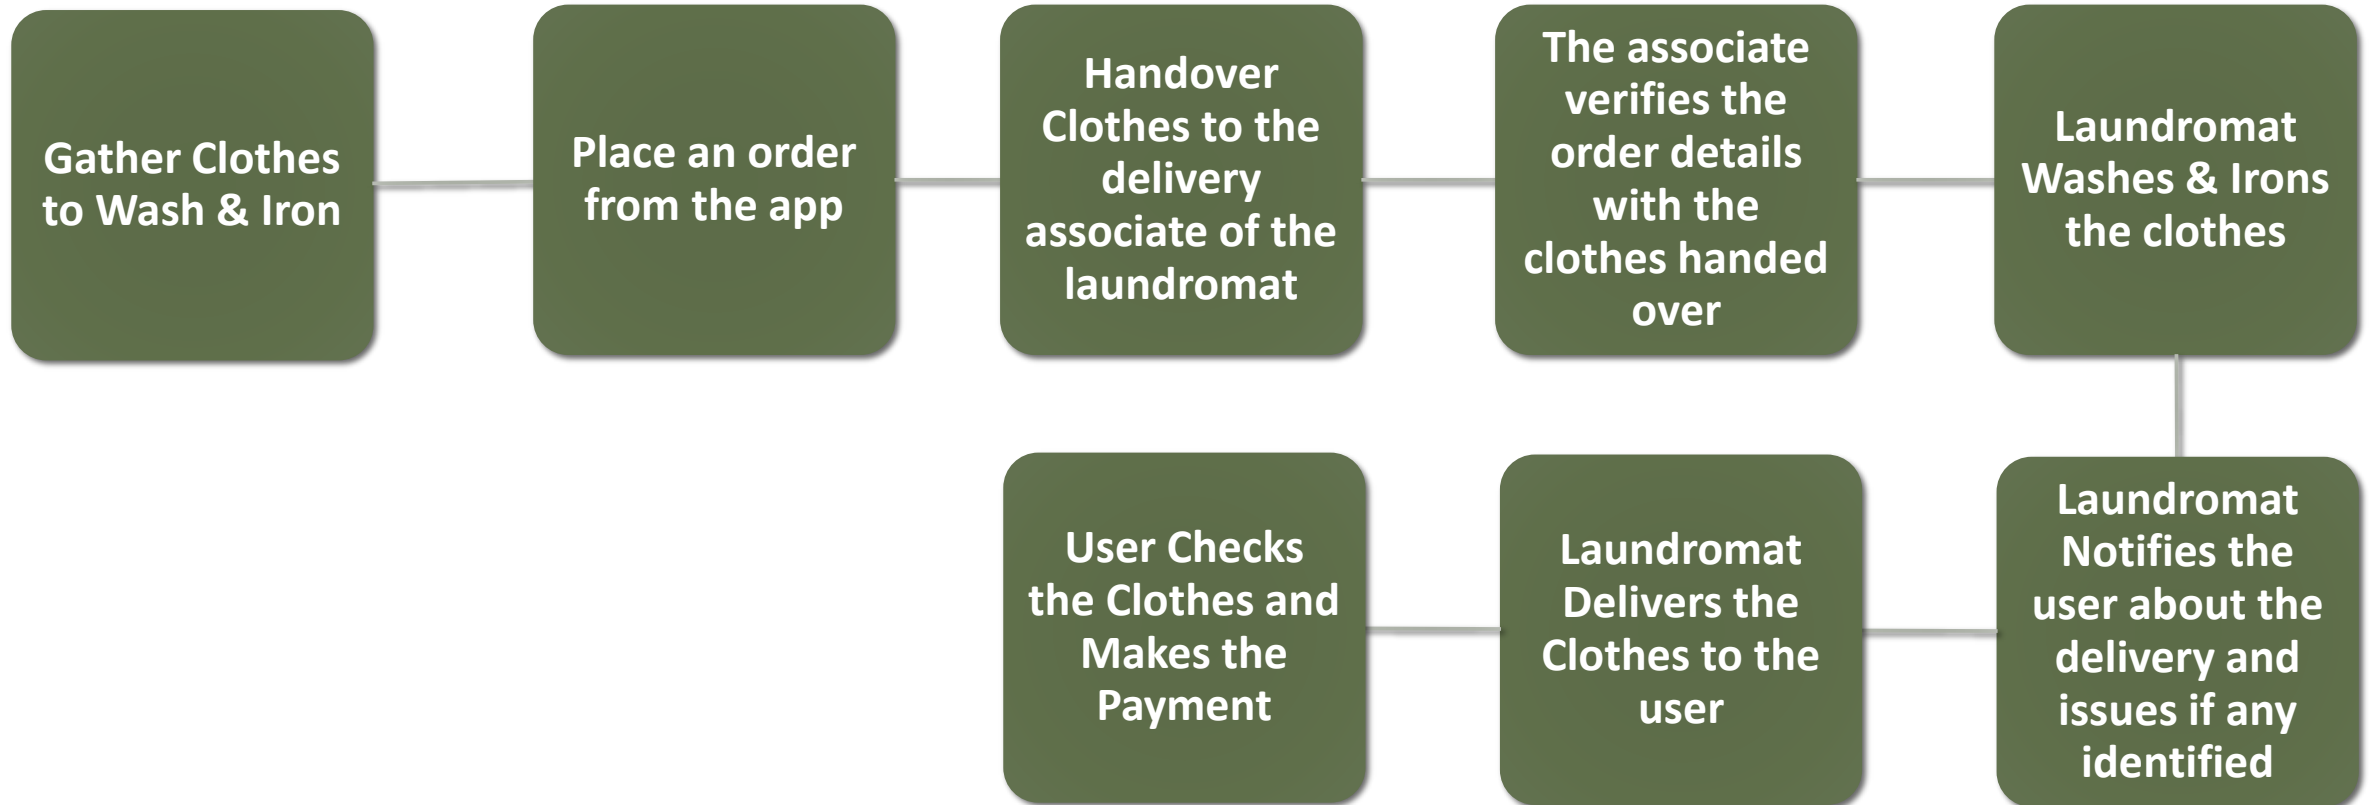 Gather Clothes
to Wash & Iron
Place an order
from the app
Handover
Clothes to the
delivery
associate of the
laundromat
The associate
verifies the
order details
with the
clothes handed
over
Laundromat
Washes & Irons
the clothes
Laundromat
Notifies the
user about the
delivery and
issues if any
identified
Laundromat
Delivers the
Clothes to the
user
User Checks
the Clothes and
Makes the
Payment